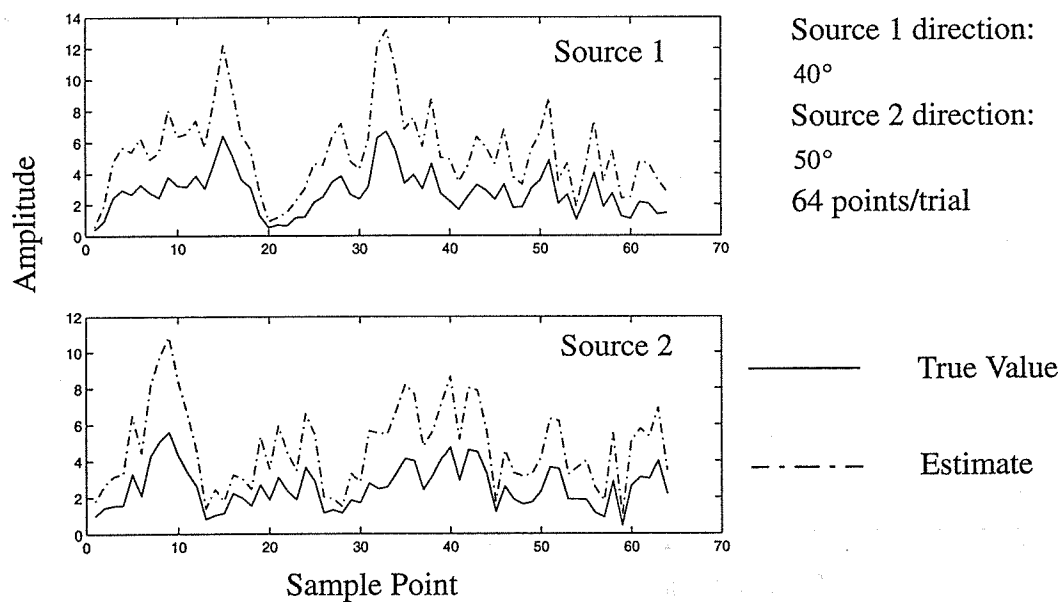 14
12
10
8
6
4
2
0
0 10 20 30 40 50 60 70
Source 1
Amplitude
12
10
8
6
4
2
0
0 10 20 30 40 50 60 70
Source 2
Sample Point
Source 1 direction:
40°
Source 2 direction:
50°
64 points/trial
True Value
Estimate